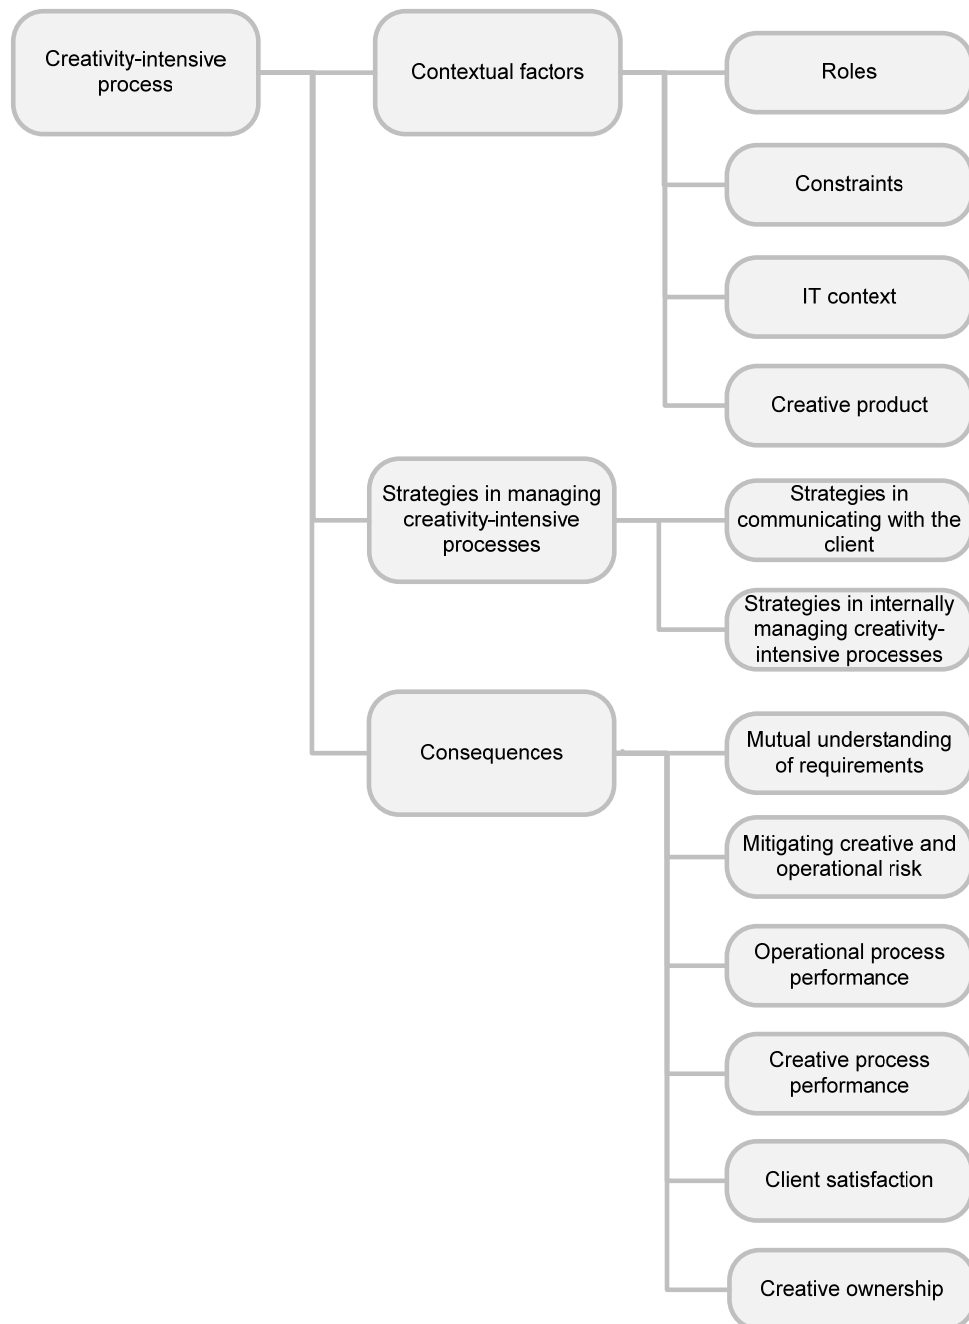 Creativity-intensive
process
Contextual factors
Roles
Constraints
IT context
Creative product
Strategies in managing
creativity-intensive
processes
Strategies in
communicating with the
client
Strategies in internally
managing creativity-
intensive processes
Consequences
Mutual understanding
of requirements
Mitigating creative and
operational risk
Operational process
performance
Creative process
performance
Client satisfaction
Creative ownership